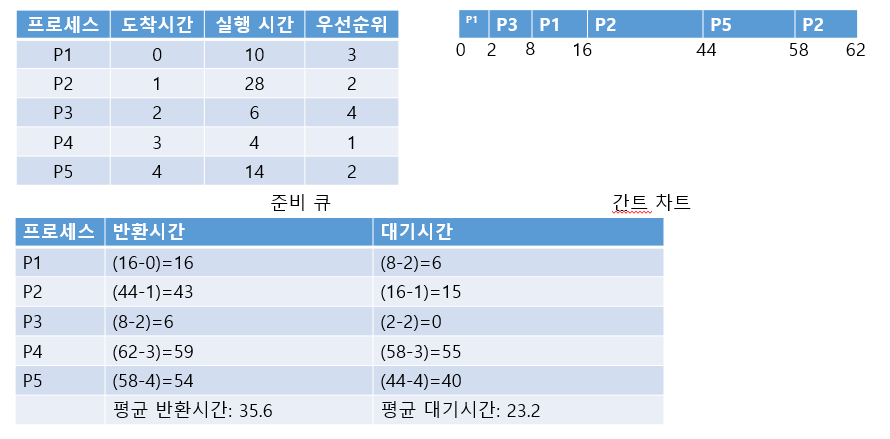 프로세스 도착시간 실행 시간 우선순위
P1 0 10 3
P2 1 28 2
P3 2 6 4
P4 3 4 1
P5 4 14 2
준비 큐
P1 P3 P1 P2 P5 P2
0 2 8 16 44 58 62
간트 차트
프로세스 반환시간 대기시간
P1 (16-0)=16 (8-2)=6
P2 (44-1)=43 (16-1)=15
P3 (8-2)=6 (2-2)=0
P4 (62-3)=59 (58-3)=55
P5 (58-4)=54 (44-4)=40
평균 반환시간: 35.6 평균 대기시간: 23.2